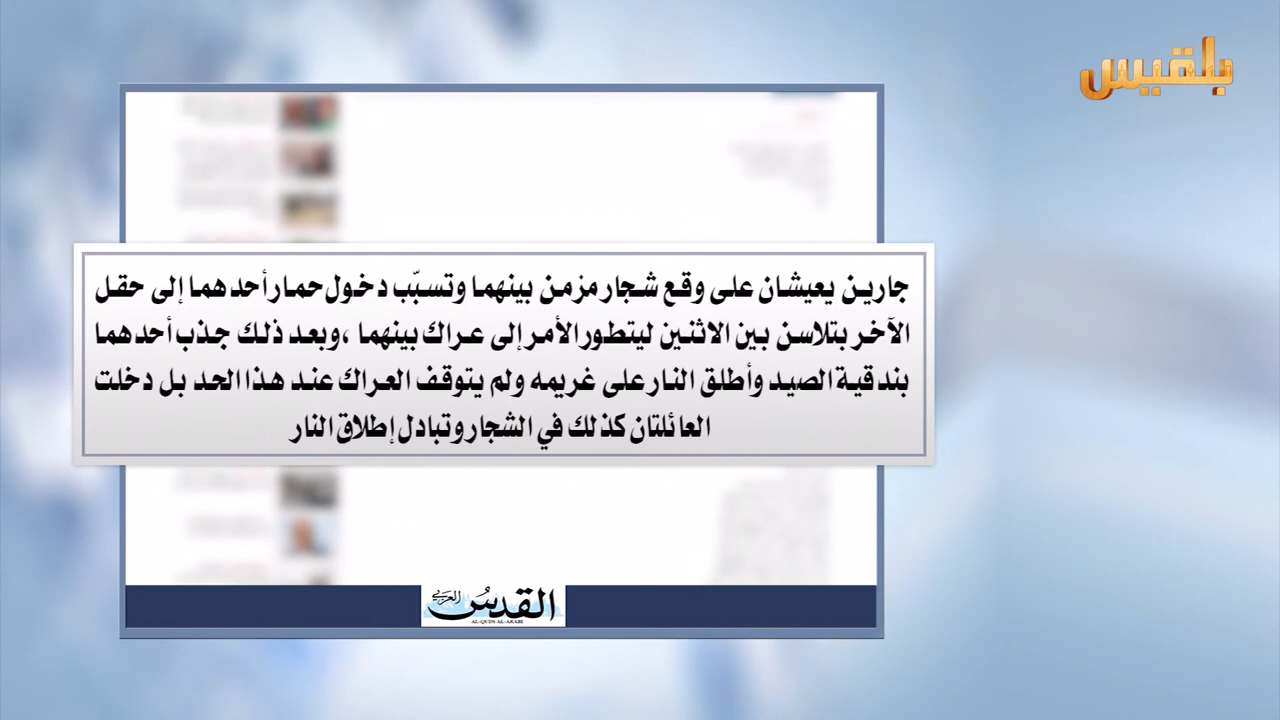 بلقيس
جارين يعيشان على وقع شجار مزمن بينهما وتسبّب دخول حمار أحدهما إلى حقل
الآخر بتلاسن بين الاثنين ليتطور الأمر إلى عراك بينهما ،وبعد ذلك جذب أحدهما
بندقية الصيد وأطلق النار على غريمه ولم يتوقف العراك عند هذا الحد بل دخلت
العائلتان كذلك في الشجار وتبادل إطلاق النار
القدسُ العربي
AL-QUDS AL-ARABI